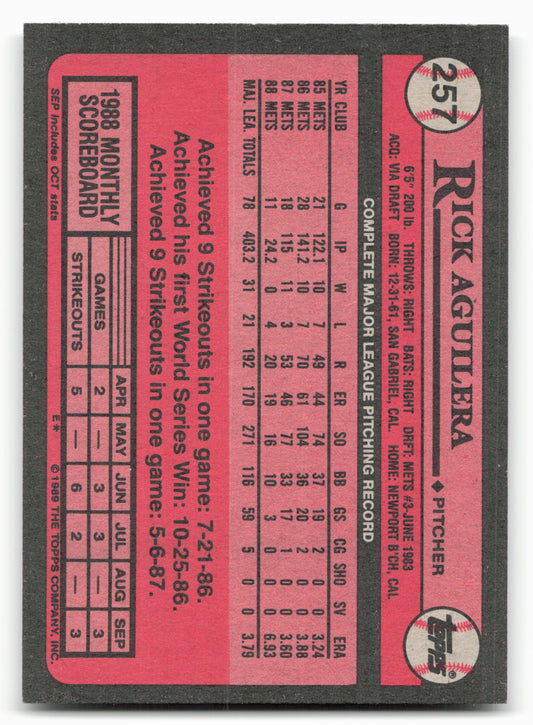 257
RICK AGUILERA ♦ PITCHER
topps®
6'5" 200 lb. THROWS: RIGHT BATS: RIGHT DRFT: METS #3-JUNE 1983
ACQ: VIA DRAFT BORN: 12-31-61, SAN GABRIEL, CAL. HOME: NEWPORT B'CH, CAL.
COMPLETE MAJOR LEAGUE PITCHING RECORD
YR CLUB G IP W L R ER SO BB GS CG SHO SV ERA
85 METS 21 122.1 10 7 49 44 74 37 19 2 0 0 3.24
86 METS 28 141.2 10 7 70 61 104 36 20 2 0 0 3.88
87 METS 18 115 11 3 53 46 77 33 17 1 0 0 3.60
88 METS 11 24.2 0 4 20 19 16 10 3 0 0 0 6.93
MAJ. LEA. TOTALS 78 403.2 31 21 192 170 271 116 59 5 0 0 3.79
Achieved 9 Strikeouts in one game: 7-21-86.
Achieved his first World Series Win: 10-25-86.
Achieved 9 Strikeouts in one game: 5-6-87.
1988 MONTHLY
SCOREBOARD
APR MAY JUN JUL AUG SEP
GAMES 2 — 3 3 — 3
STRIKEOUTS 5 — 6 2 — 3
SEP Includes OCT stats
E* © 1989 THE TOPPS COMPANY, INC.